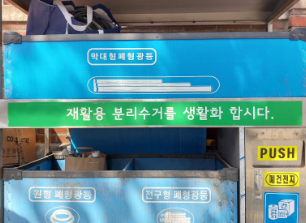 막대형 폐형광등
재활용 분리수거를 생활화 합시다.
PUSH
폐건전지
원형 폐형광등
전구형 폐형광등